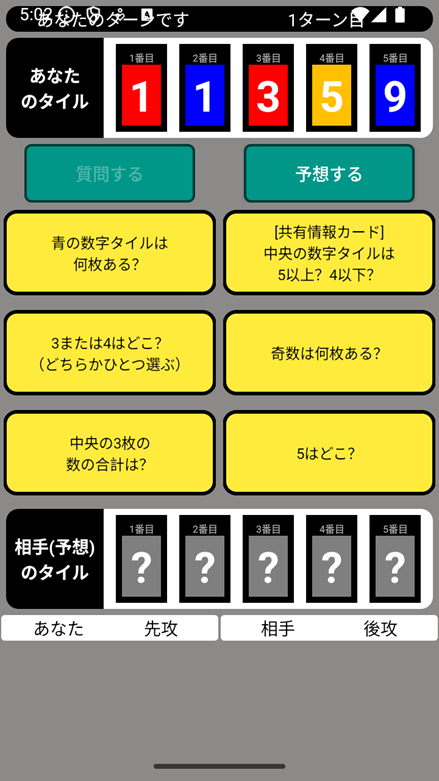 5:02
あなたのターンです 1ターン目
あなた
のタイル
1番目 2番目 3番目 4番目 5番目
1 1 3 5 9
質問する 予想する
青の数字タイルは
何枚ある?
[共有情報カード]
中央の数字タイルは
5以上? 4以下?
3または4はどこ?
(どちらかひとつ選ぶ)
奇数は何枚ある?
中央の3枚の
数の合計は?
5はどこ?
相手(予想)
のタイル
1番目 2番目 3番目 4番目 5番目
? ? ? ? ?
あなた 先攻 相手 後攻